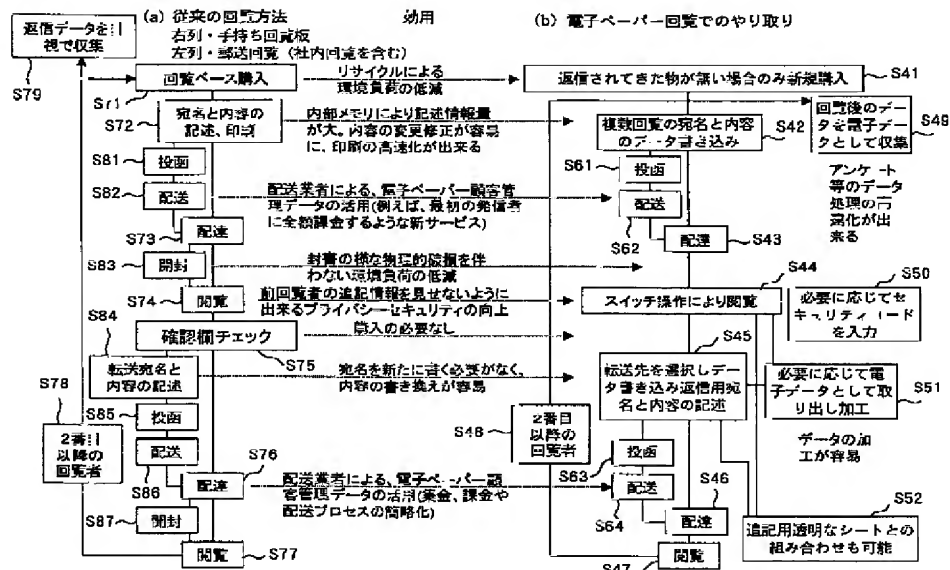 (a) 従来の回覧方法
右列・手持ち回覧板
左列・郵送回覧(社内回覧を含む)
効用
(b) 電子ペーパー回覧でのやり取り
返信データを目
視で収集
S79
回覧ベース購入
S71
リサイクルによる
環境負荷の低減
返信されてきた物が無い場合のみ新規購入
S41
宛名と内容の
記述、印刷
S72
内部メモリにより記述情報量
が大。内容の変更修正が容易
に、印刷の高速化が出来る
複数回覧の宛名と内容
のデータ書き込み
S42
回覧後のデー
タを電子デー
タとして収集
S49
アンケート
等のデータ
処理の高
速化が出
来る
S81
投函
S82
配送
配送業者による、電子ペーパー顧客管
理データの活用(例えば、最初の発信者
に全額課金するような新サービス)
S61
投函
配送
S62
S73
配達
配達
S43
S83
開封
封書の様な物理的破損を伴
わない環境負荷の低減
S74
閲覧
前回覧者の追記情報を見せないように
出来るプライバシーセキュリティの向上
スイッチ操作により閲覧
S44
必要に応じてセ
キュリティコード
を入力
S50
確認欄チェック
S75
購入の必要なし
S84
転送宛名と
内容の記述
宛名を新たに書く必要がなく、
内容の書き換えが容易
S45
転送先を選択しデー
タ書き込み返信用宛
名と内容の記述
必要に応じて電
子データとして取
り出し加工
S51
データの加
工が容易
S78
2番目
以降の
回覧者
S85
投函
配送
S86
S76
配達
配送業者による、電子ペーパー顧
客管理データの活用(集金、課金や
配送プロセスの簡略化)
S48
2番目
以降の
回覧者
S63
投函
配送
S64
S46
配達
S87
開封
閲覧
S77
閲覧
S47
追記用透明なシートとの
組み合わせも可能
S52